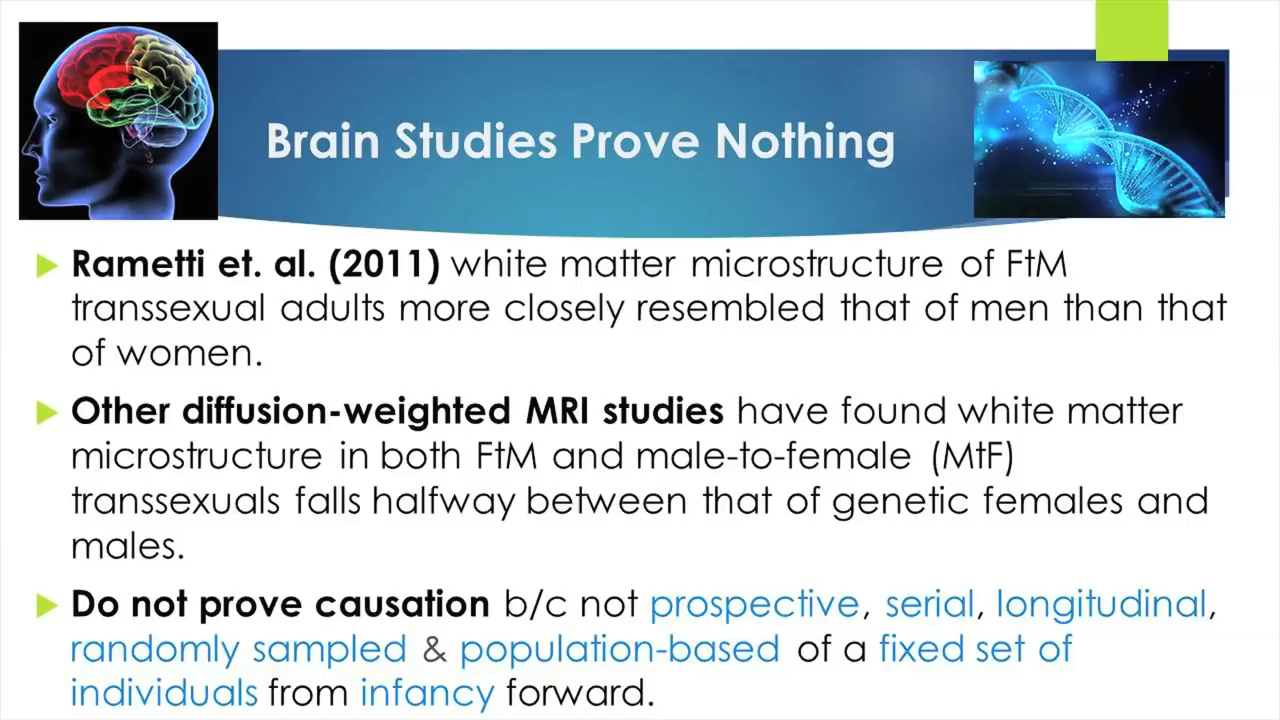 Brain Studies Prove Nothing
Rametti et. al. (2011) white matter microstructure of FtM
transsexual adults more closely resembled that of men than that
of women.
Other diffusion-weighted MRI studies have found white matter
microstructure in both FtM and male-to-female (MtF)
transsexuals falls halfway between that of genetic females and
males.
Do not prove causation b/c not prospective, serial, longitudinal,
randomly sampled & population-based of a fixed set of
individuals from infancy forward.